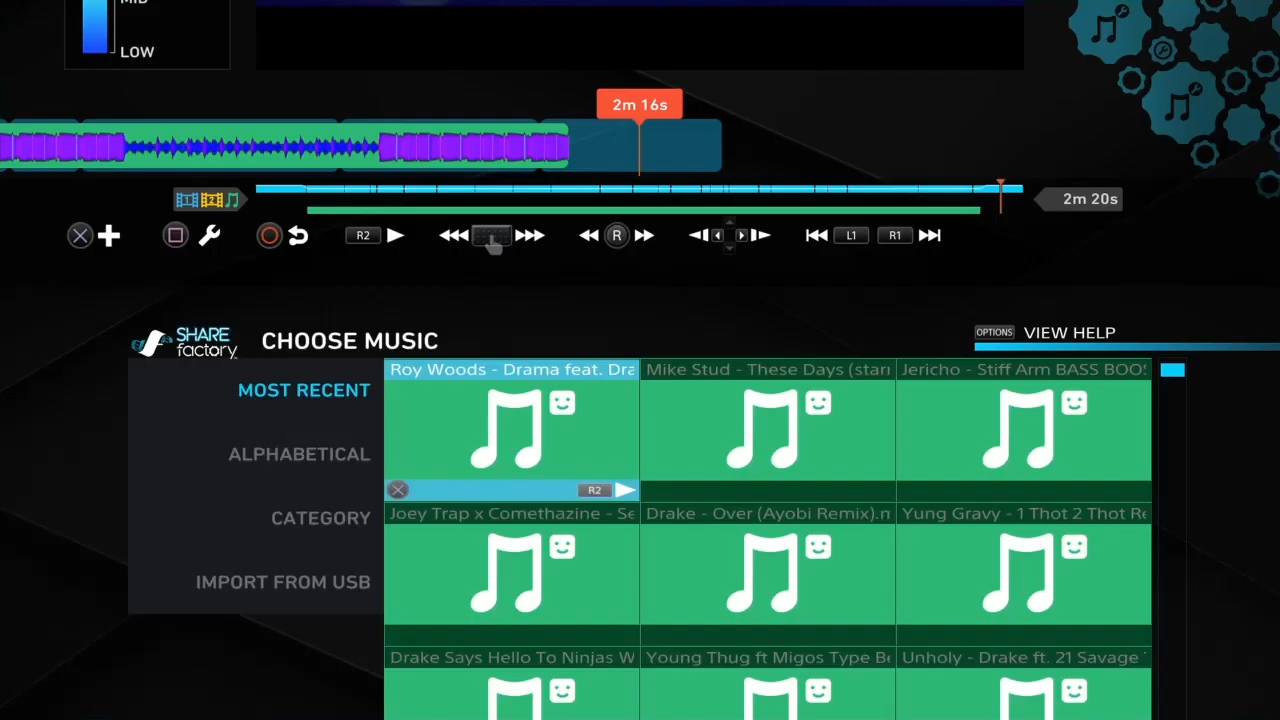 LOW
2m 16s
2m 20s
R2
R
L1
R1
SHARE
factory
CHOOSE MUSIC
OPTIONS
VIEW HELP
MOST RECENT
ALPHABETICAL
CATEGORY
IMPORT FROM USB
Roy Woods - Drama feat. Dra
Mike Stud - These Days (starr
Jericho - Stiff Arm BASS BOO
R2
Joey Trap x Comethazine - Se
Drake - Over (Ayobi Remix).m
Yung Gravy - 1 Thot 2 Thot Re
Drake Says Hello To Ninjas W
Young Thug ft Migos Type Be
Unholy - Drake ft. 21 Savage